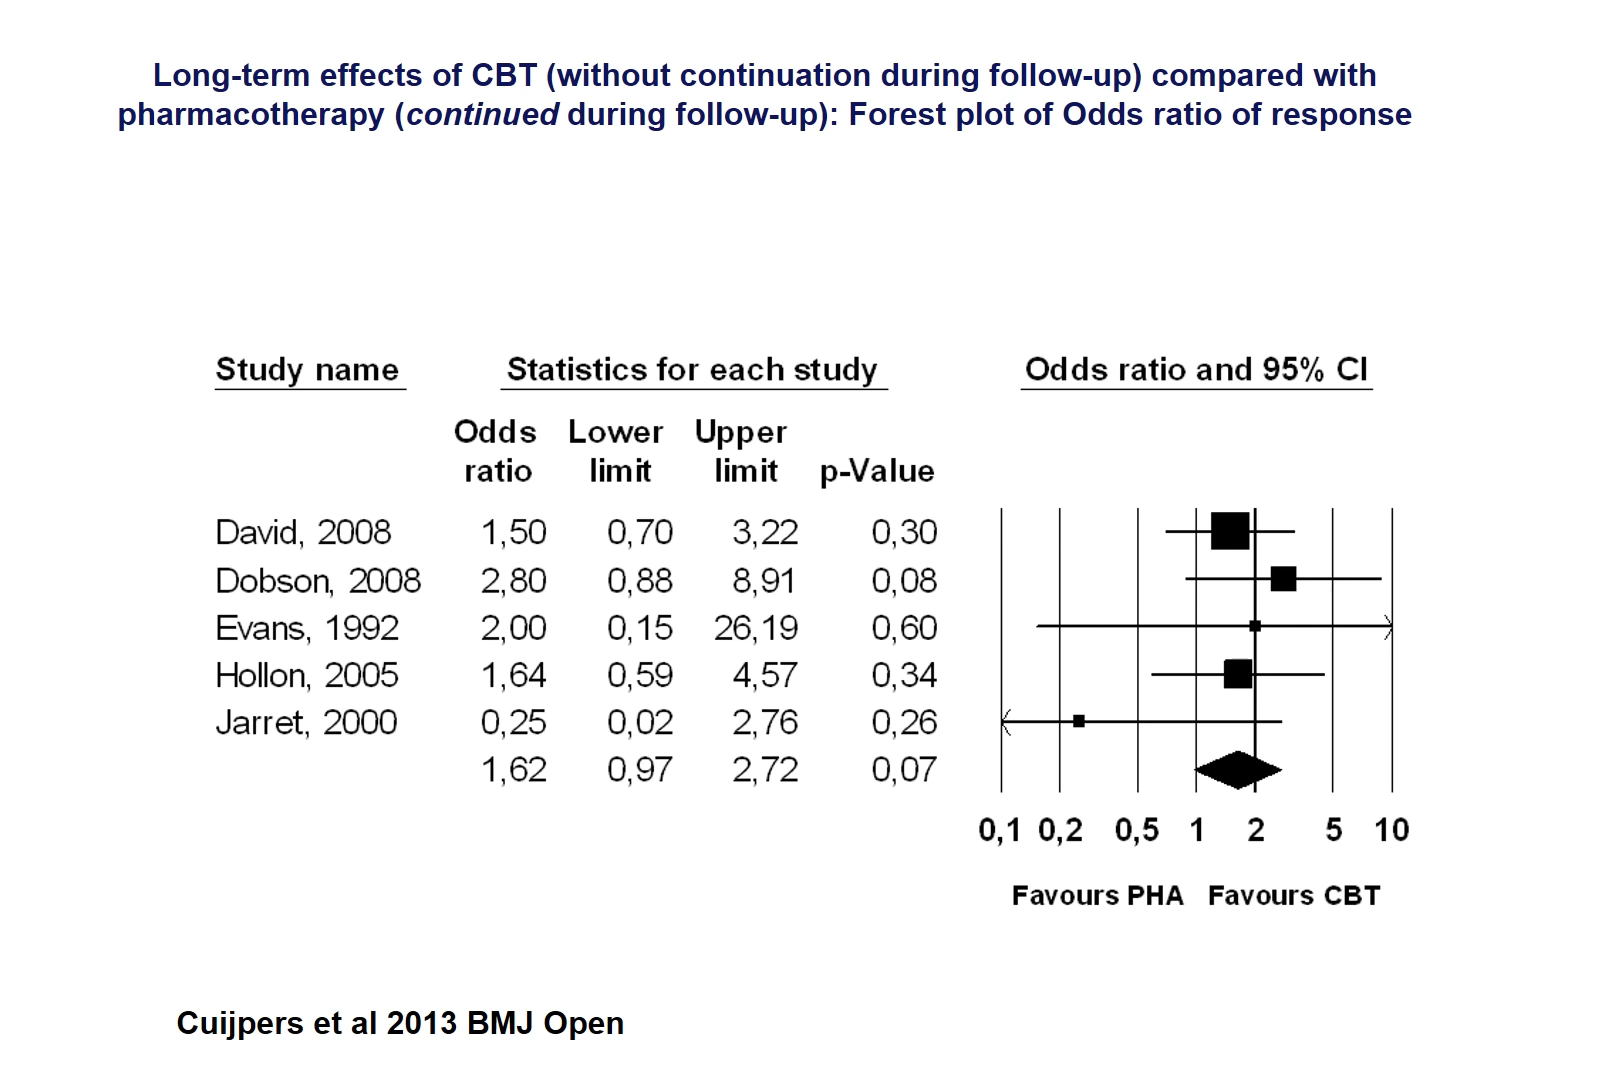 Long-term effects of CBT (without continuation during follow-up) compared with
pharmacotherapy (continued during follow-up): Forest plot of Odds ratio of response
Study name Statistics for each study Odds ratio and 95% CI
Odds Lower Upper
ratio limit limit p-Value
David, 2008 1,50 0,70 3,22 0,30
Dobson, 2008 2,80 0,88 8,91 0,08
Evans, 1992 2,00 0,15 26,19 0,60
Hollon, 2005 1,64 0,59 4,57 0,34
Jarret, 2000 0,25 0,02 2,76 0,26
1,62 0,97 2,72 0,07
0,1 0,2 0,5 1 2 5 10
Favours PHA Favours CBT
Cuijpers et al 2013 BMJ Open